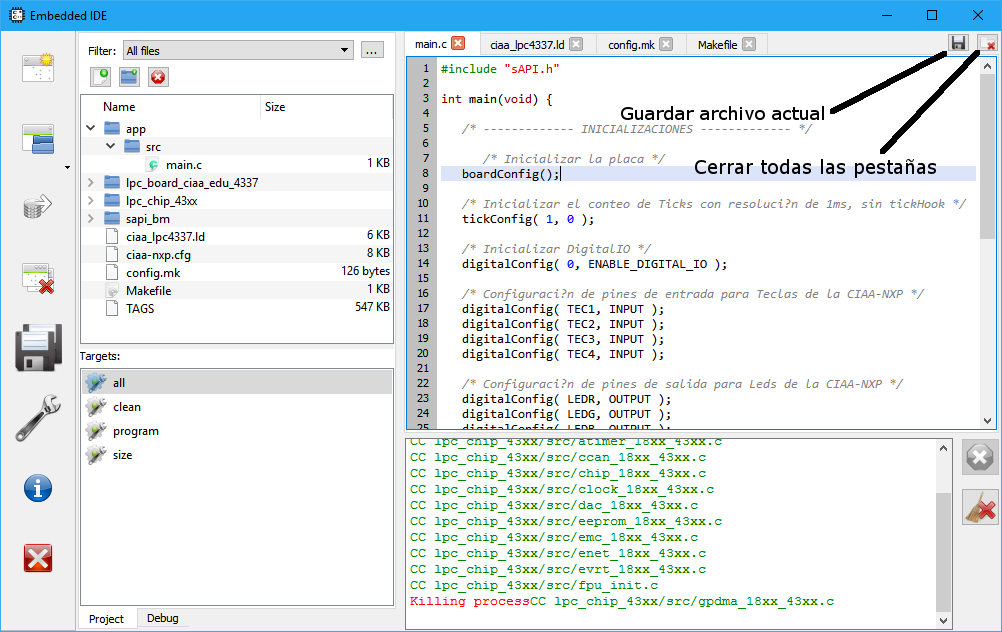 Embedded IDE
Filter: All files ...
Name Size
app
src
main.c 1 KB
lpc_board_ciaa_edu_4337
lpc_chip_43xx
sapi_bm
ciaa_lpc4337.ld 6 KB
ciaa-nxp.cfg 8 KB
config.mk 126 bytes
Makefile 1 KB
TAGS 547 KB
Targets:
all
clean
program
size
Project Debug
main.c ciaa_lpc4337.ld config.mk Makefile
1 #include "sAPI.h"
2
3 int main(void) {
4
5 /* ------------- INICIALIZACIONES ------------- */
6
7 /* Inicializar la placa */
8 boardConfig();
9
10 /* Inicializar el conteo de Ticks con resoluci?n de 1ms, sin tickHook */
11 tickConfig( 1, 0 );
12
13 /* Inicializar DigitalIO */
14 digitalConfig( 0, ENABLE_DIGITAL_IO );
15
16 /* Configuraci?n de pines de entrada para Teclas de la CIAA-NXP */
17 digitalConfig( TEC1, INPUT );
18 digitalConfig( TEC2, INPUT );
19 digitalConfig( TEC3, INPUT );
20 digitalConfig( TEC4, INPUT );
21
22 /* Configuraci?n de pines de salida para Leds de la CIAA-NXP */
23 digitalConfig( LEDR, OUTPUT );
24 digitalConfig( LEDG, OUTPUT );
25 digitalConfig( LEDB, OUTPUT );
Guardar archivo actual
Cerrar todas las pestañas
CC lpc_chip_43xx/src/atimer_18xx_43xx.c
CC lpc_chip_43xx/src/ccan_18xx_43xx.c
CC lpc_chip_43xx/src/chip_18xx_43xx.c
CC lpc_chip_43xx/src/clock_18xx_43xx.c
CC lpc_chip_43xx/src/dac_18xx_43xx.c
CC lpc_chip_43xx/src/eeprom_18xx_43xx.c
CC lpc_chip_43xx/src/emc_18xx_43xx.c
CC lpc_chip_43xx/src/enet_18xx_43xx.c
CC lpc_chip_43xx/src/evrt_18xx_43xx.c
CC lpc_chip_43xx/src/fpu_init.c
Killing processCC lpc_chip_43xx/src/gpdma_18xx_43xx.c